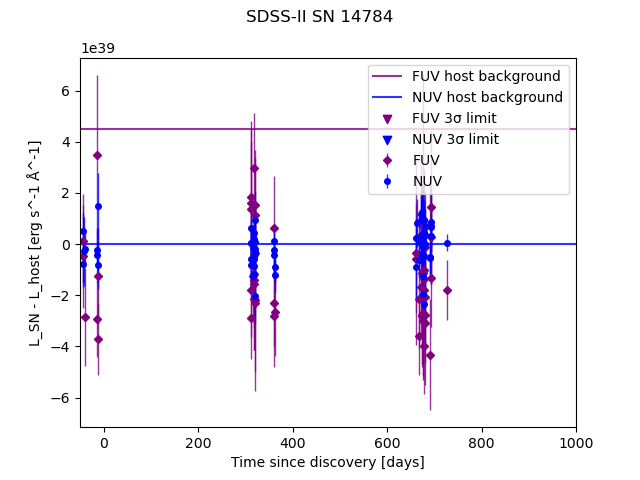 SDSS-II SN 14784
1e39
FUV host background
NUV host background
FUV 3σ limit
NUV 3σ limit
FUV
NUV
6
4
2
0
−2
−4
−6
L_SN - L_host [erg s^-1 Å^-1]
0 200 400 600 800 1000
Time since discovery [days]